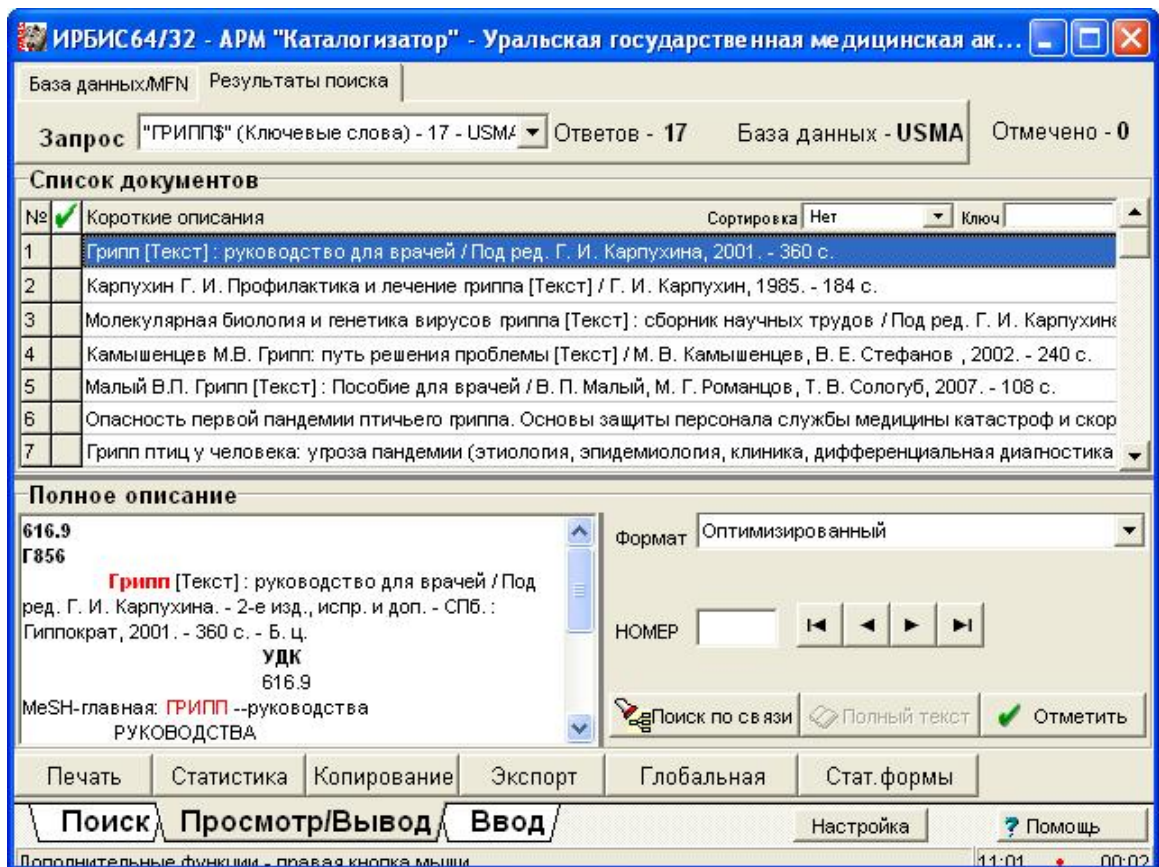 ИРБИС64/32 - АРМ "Каталогизатор" - Уральская государственная медицинская ак...
База данных/MFN Результаты поиска
Запрос "ГРИПП$" (Ключевые слова) - 17 - USMA Ответов - 17 База данных - USMA Отмечено - 0
Список документов
№ Короткие описания Сортировка Нет Ключ
1 Грипп [Текст] : руководство для врачей / Под ред. Г. И. Карпухина, 2001. - 360 с.
2 Карпухин Г. И. Профилактика и лечение гриппа [Текст] / Г. И. Карпухин, 1985. - 184 с.
3 Молекулярная биология и генетика вирусов гриппа [Текст] : сборник научных трудов / Под ред. Г. И. Карпухина
4 Камышенцев М.В. Грипп: путь решения проблемы [Текст] / М. В. Камышенцев, В. Е. Стефанов , 2002. - 240 с.
5 Малый В.П. Грипп [Текст] : Пособие для врачей / В. П. Малый, М. Г. Романцов, Т. В. Сологуб, 2007. - 108 с.
6 Опасность первой пандемии птичьего гриппа. Основы защиты персонала службы медицины катастроф и скор
7 Грипп птиц у человека: угроза пандемии (этиология, эпидемиология, клиника, дифференциальная диагностика
Полное описание
616.9
Г856
Грипп [Текст] : руководство для врачей / Под
ред. Г. И. Карпухина. - 2-е изд., испр. и доп. - СПб. :
Гиппократ, 2001. - 360 с. - Б. ц.
УДК
616.9
MeSH-главная: ГРИПП --руководства
РУКОВОДСТВА
Формат Оптимизированный
НОМЕР
Поиск по связи Полный текст Отметить
Печать Статистика Копирование Экспорт Глобальная Стат.формы
Поиск Просмотр/Вывод Ввод Настройка ? Помощь
Дополнительные функции - правая кнопка мыши 11:01 00:02